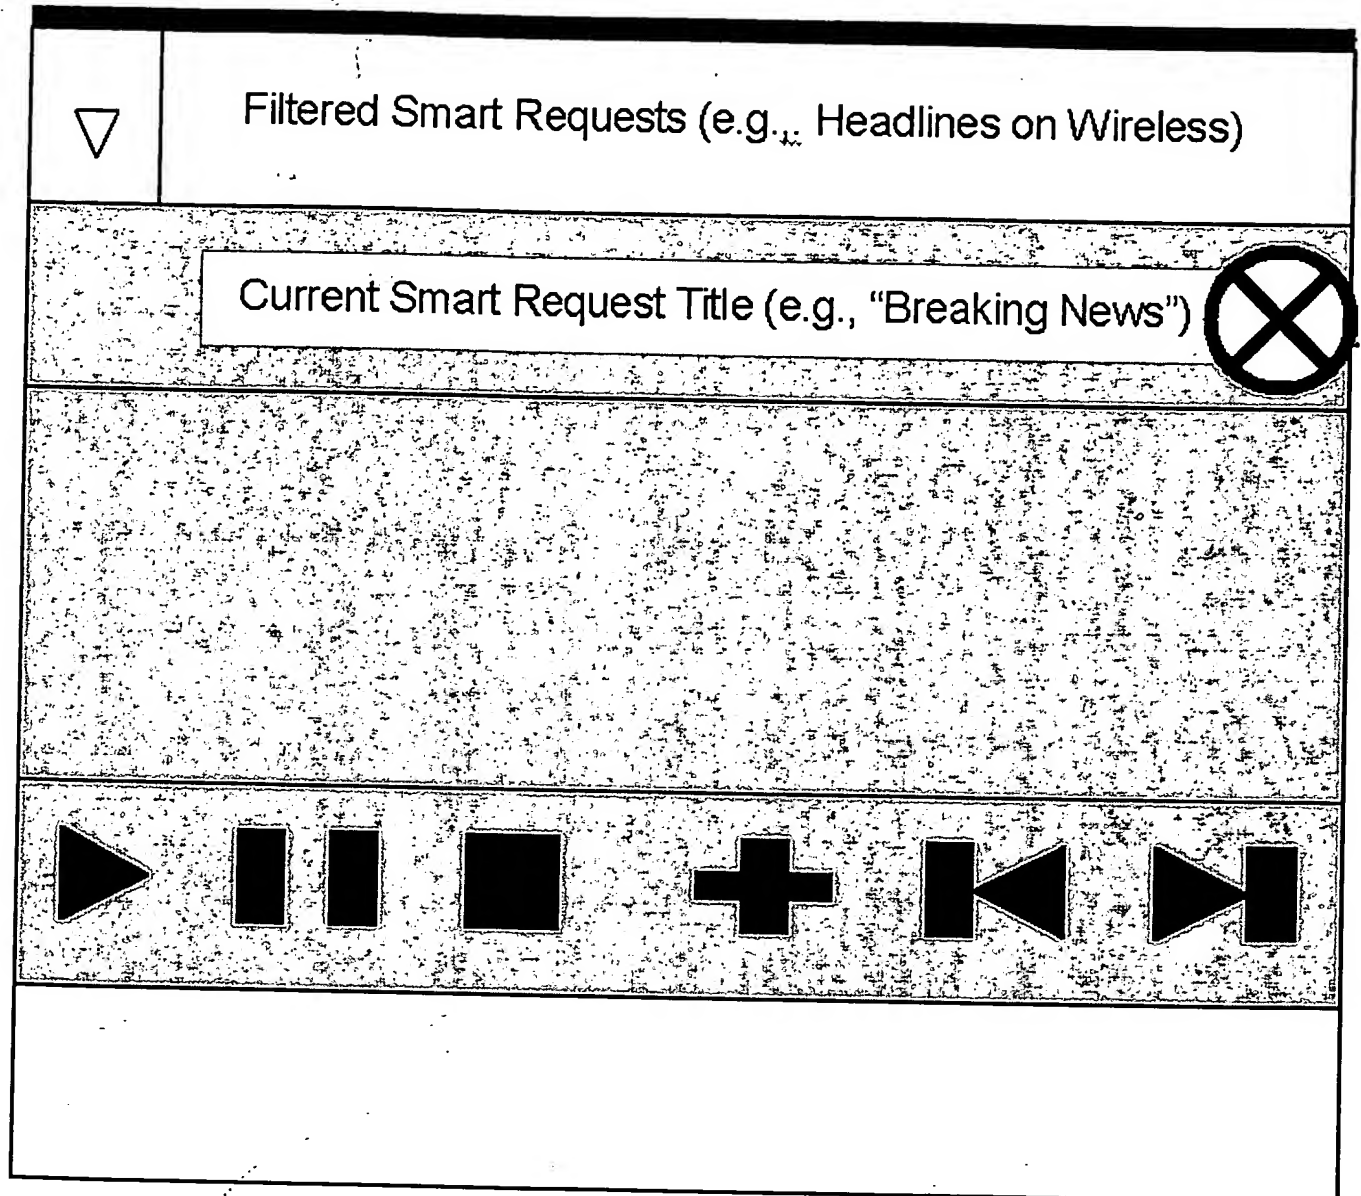 Filtered Smart Requests (e.g., Headlines on Wireless)
Current Smart Request Title (e.g., “Breaking News”)